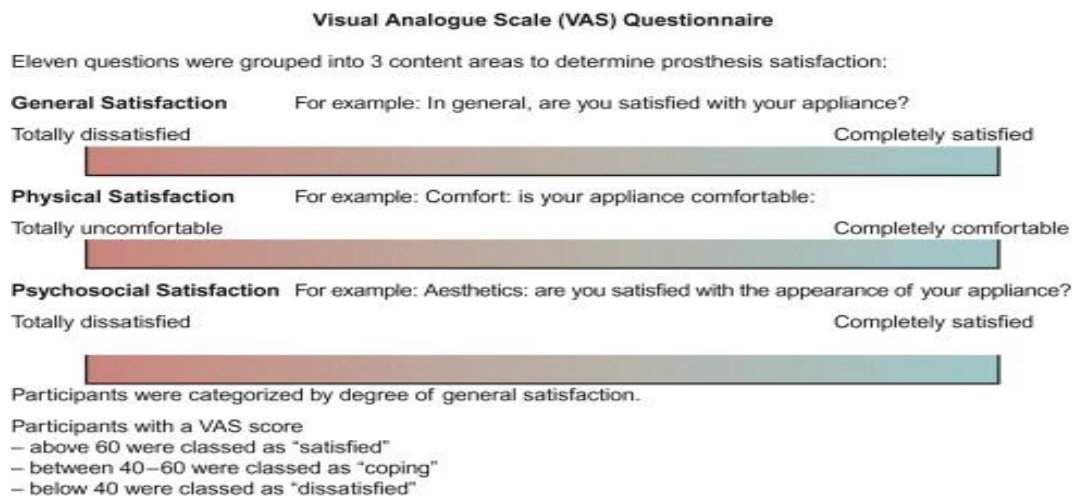 Visual Analogue Scale (VAS) Questionnaire
Eleven questions were grouped into 3 content areas to determine prosthesis satisfaction:
General Satisfaction For example: In general, are you satisfied with your appliance?
Totally dissatisfied Completely satisfied
Physical Satisfaction For example: Comfort: is your appliance comfortable:
Totally uncomfortable Completely comfortable
Psychosocial Satisfaction For example: Aesthetics: are you satisfied with the appearance of your appliance?
Totally dissatisfied Completely satisfied
Participants were categorized by degree of general satisfaction.
Participants with a VAS score
– above 60 were classed as “satisfied”
– between 40–60 were classed as “coping”
– below 40 were classed as “dissatisfied”